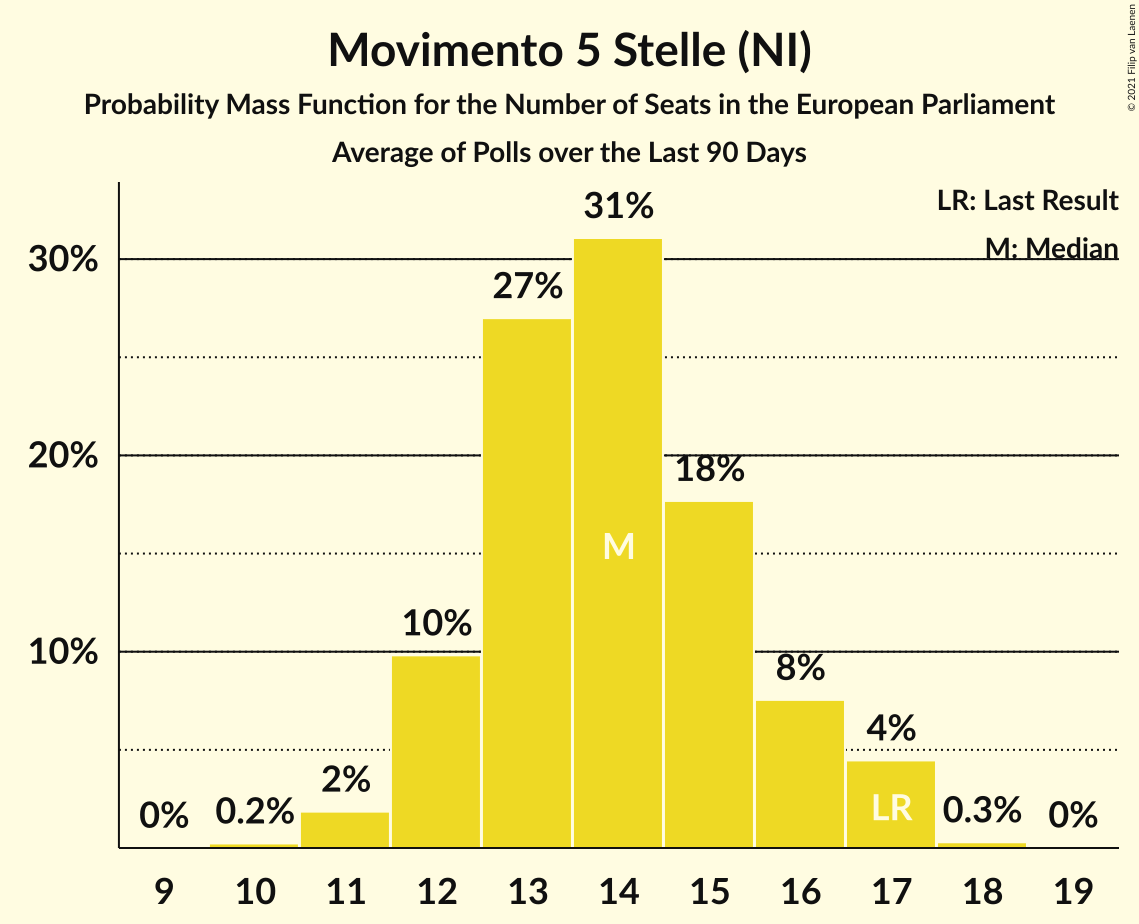 Movimento 5 Stelle (NI)
Probability Mass Function for the Number of Seats in the European Parliament
Average of Polls over the Last 90 Days
© 2021 Filip van Laenen
LR: Last Result
M: Median
30%
20%
10%
0%
0.2%
2%
10%
27%
31%
18%
8%
4%
0.3%
0%
M
LR
9 10 11 12 13 14 15 16 17 18 19